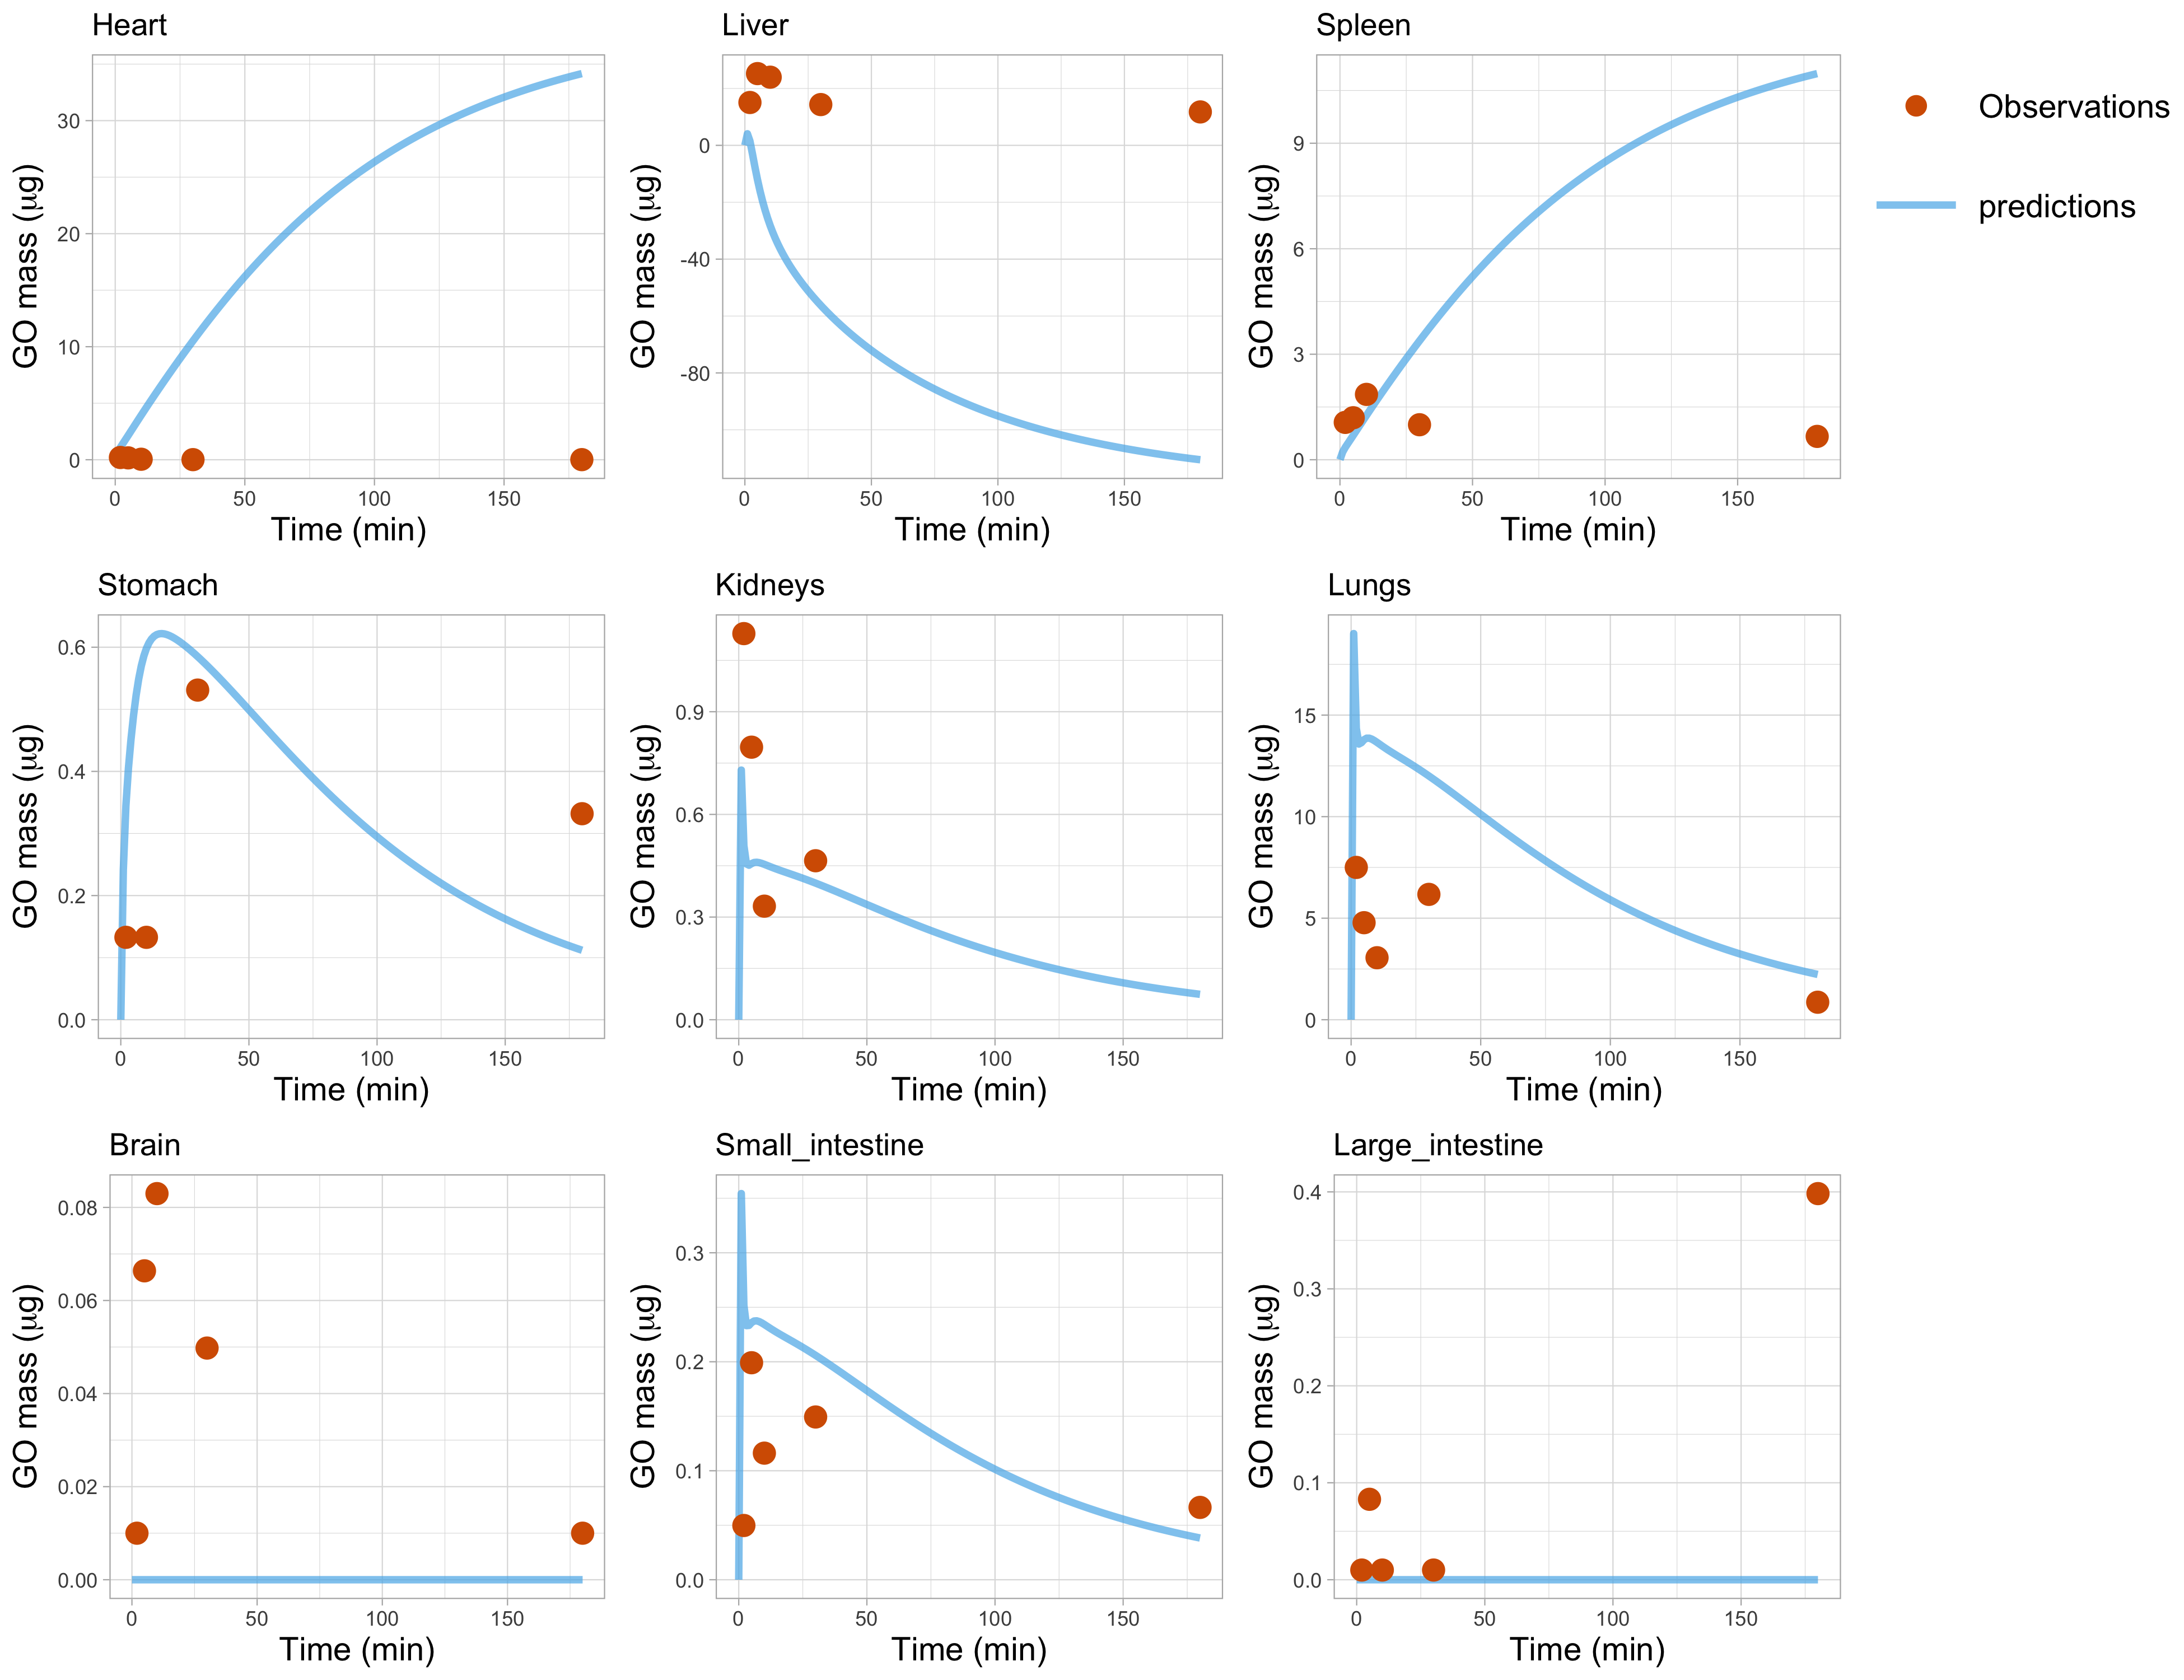 Heart
30
20
10
0
GO mass (μg)
0 50 100 150
Time (min)
Liver
0
-40
-80
GO mass (μg)
0 50 100 150
Time (min)
Spleen
9
6
3
0
GO mass (μg)
0 50 100 150
Time (min)
Observations
predictions
Stomach
0.6
0.4
0.2
0.0
GO mass (μg)
0 50 100 150
Time (min)
Kidneys
0.9
0.6
0.3
0.0
GO mass (μg)
0 50 100 150
Time (min)
Lungs
15
10
5
0
GO mass (μg)
0 50 100 150
Time (min)
Brain
0.08
0.06
0.04
0.02
0.00
GO mass (μg)
0 50 100 150
Time (min)
Small_intestine
0.3
0.2
0.1
0.0
GO mass (μg)
0 50 100 150
Time (min)
Large_intestine
0.4
0.3
0.2
0.1
0.0
GO mass (μg)
0 50 100 150
Time (min)